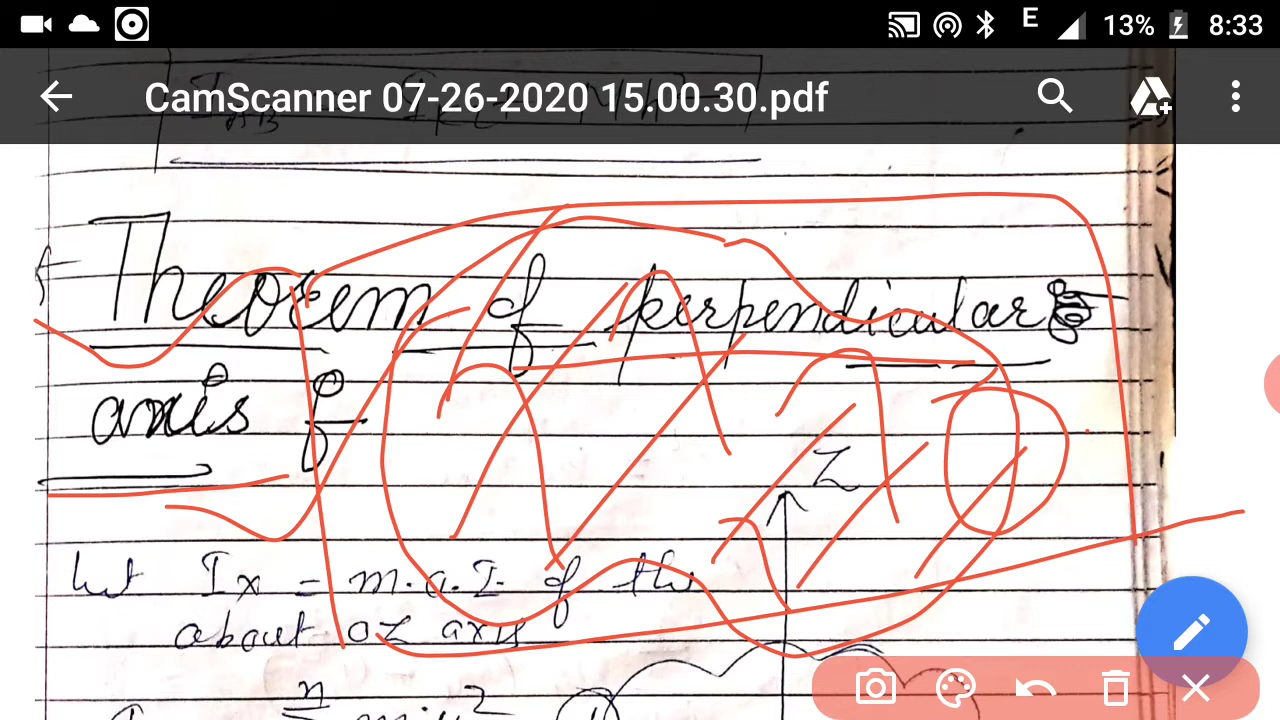 E 13% 8:33
CamScanner 07-26-2020 15.00.30.pdf
Theorem of perpendicular
axis
Let Ix = m.a.I. of the
about OZ axis
Z
n